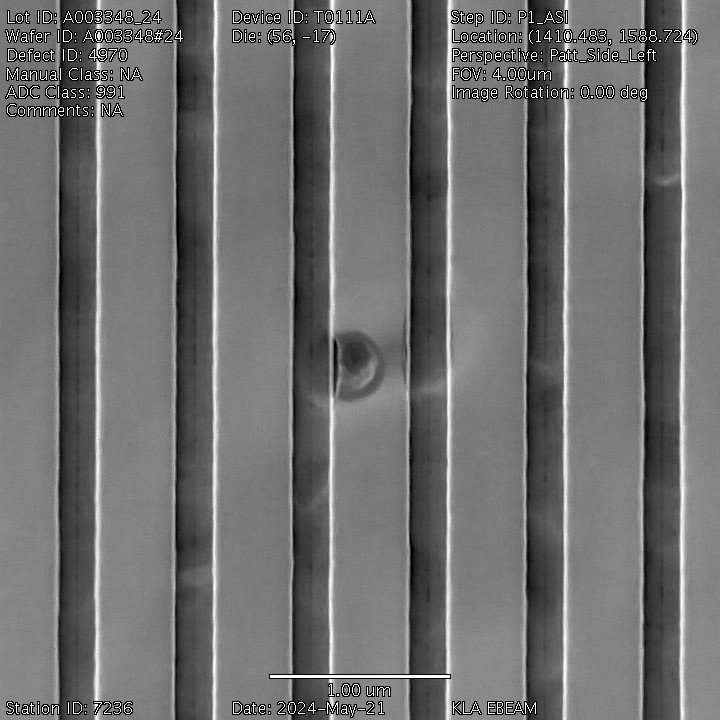 Lot ID: A003348_24
Wafer ID: A003348#24
Defect ID: 4970
Manual Class: NA
ADC Class: 991
Comments: NA
Device ID: T0111A
Die: (56, -17)
Step ID: P1_ASI
Location: (1410.483, 1588.724)
Perspective: Patt_Side_Left
FOV: 4.00um
Image Rotation: 0.00 deg
1.00 um
Station ID: 7236
Date: 2024-May-21
KLA EBEAM